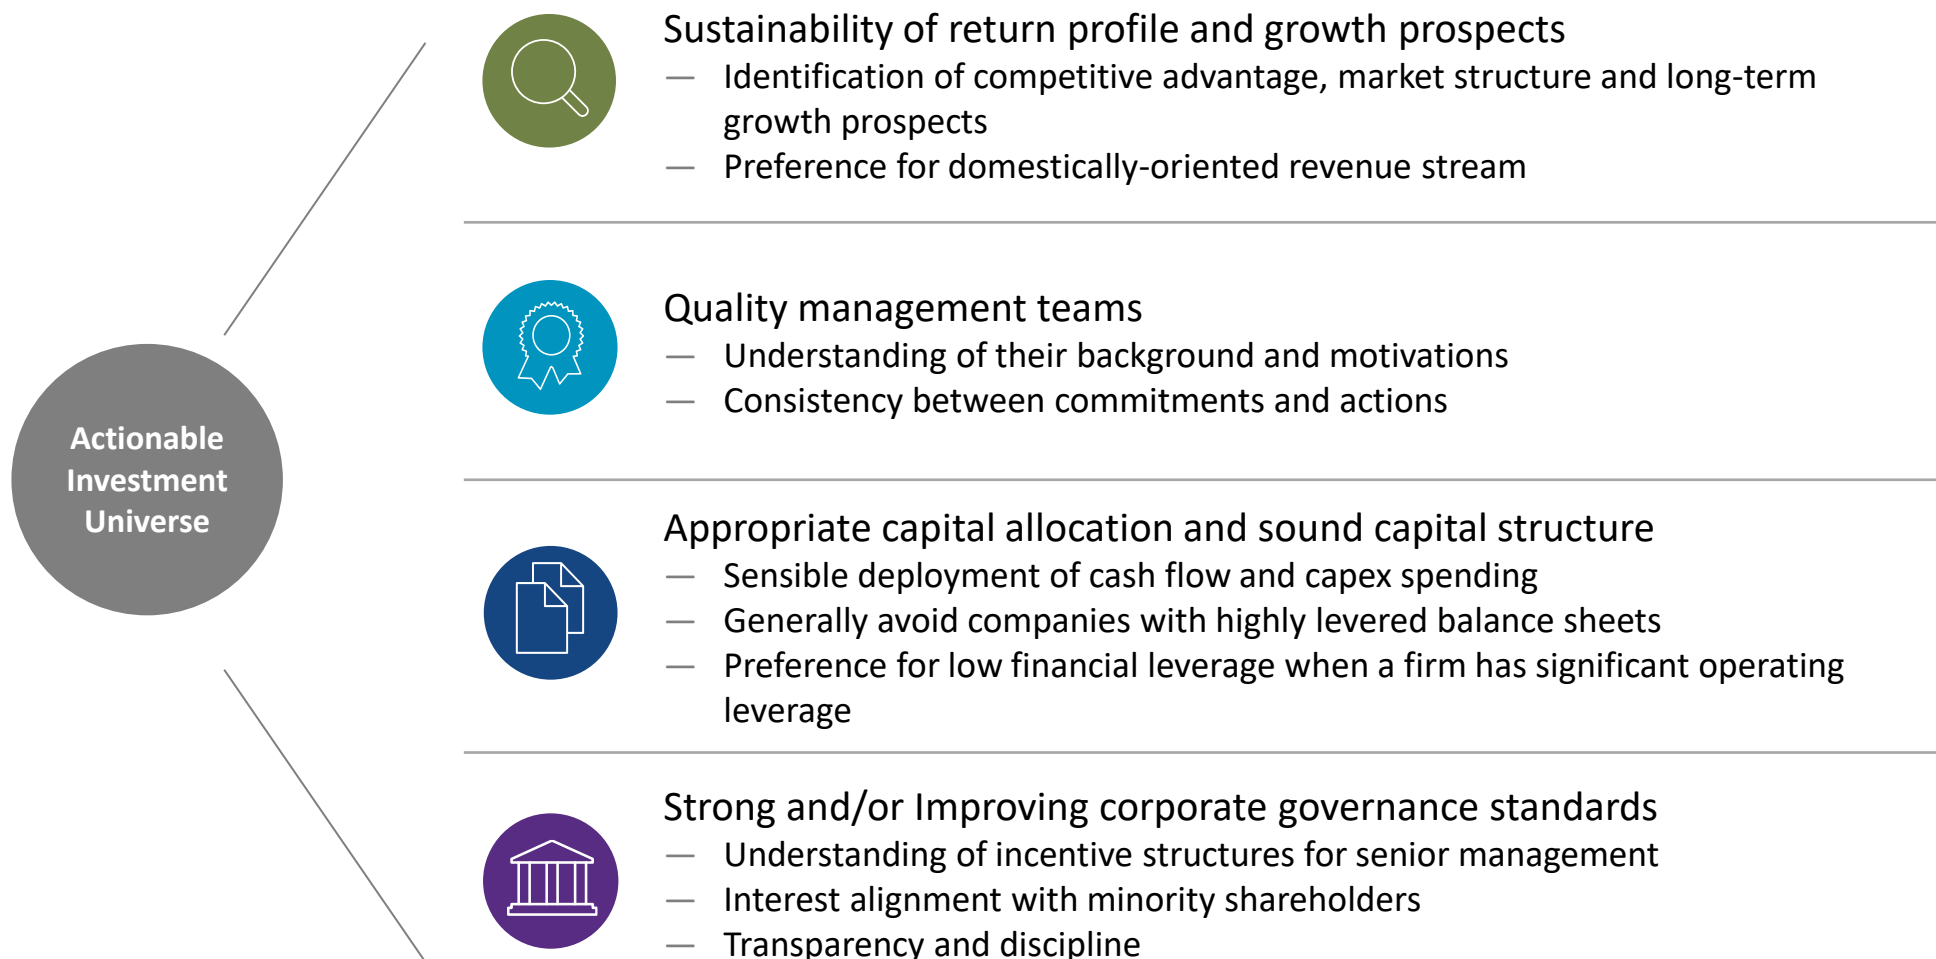 Actionable
Investment
Universe
Sustainability of return profile and growth prospects
— Identification of competitive advantage, market structure and long-term
growth prospects
— Preference for domestically-oriented revenue stream
Quality management teams
— Understanding of their background and motivations
— Consistency between commitments and actions
Appropriate capital allocation and sound capital structure
— Sensible deployment of cash flow and capex spending
— Generally avoid companies with highly levered balance sheets
— Preference for low financial leverage when a firm has significant operating
leverage
Strong and/or Improving corporate governance standards
— Understanding of incentive structures for senior management
— Interest alignment with minority shareholders
— Transparency and discipline